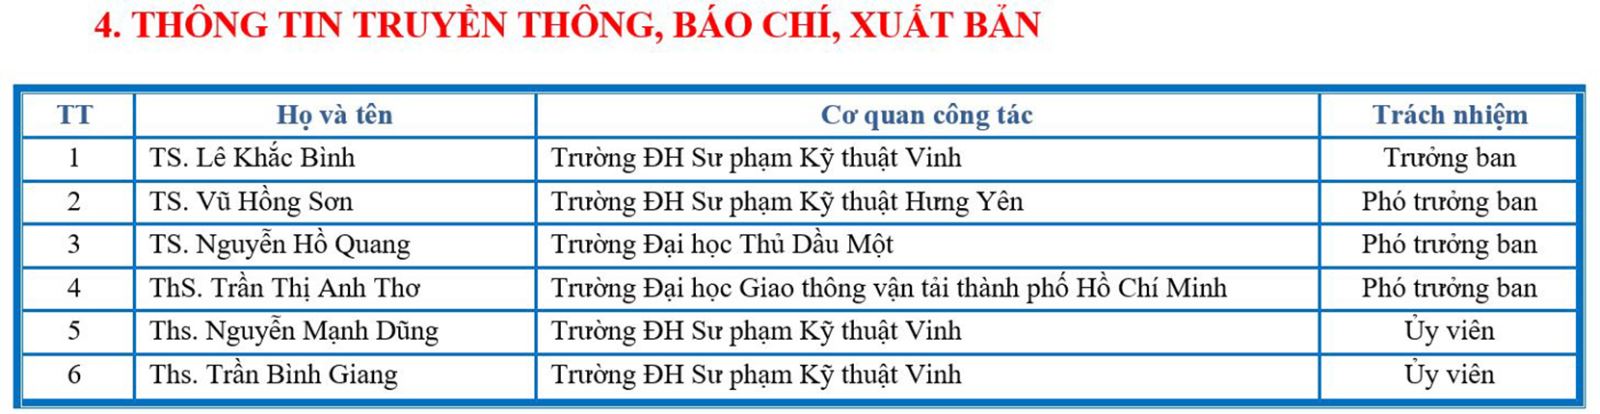 4. THÔNG TIN TRUYỀN THÔNG, BÁO CHÍ, XUẤT BẢN
TT Họ và tên Cơ quan công tác Trách nhiệm
1 TS. Lê Khắc Bình Trường ĐH Sư phạm Kỹ thuật Vinh Trưởng ban
2 TS. Vũ Hồng Sơn Trường ĐH Sư phạm Kỹ thuật Hưng Yên Phó trưởng ban
3 TS. Nguyễn Hồ Quang Trường Đại học Thủ Dầu Một Phó trưởng ban
4 ThS. Trần Thị Anh Thơ Trường Đại học Giao thông vận tải thành phố Hồ Chí Minh Phó trưởng ban
5 Ths. Nguyễn Mạnh Dũng Trường ĐH Sư phạm Kỹ thuật Vinh Ủy viên
6 Ths. Trần Bình Giang Trường ĐH Sư phạm Kỹ thuật Vinh Ủy viên